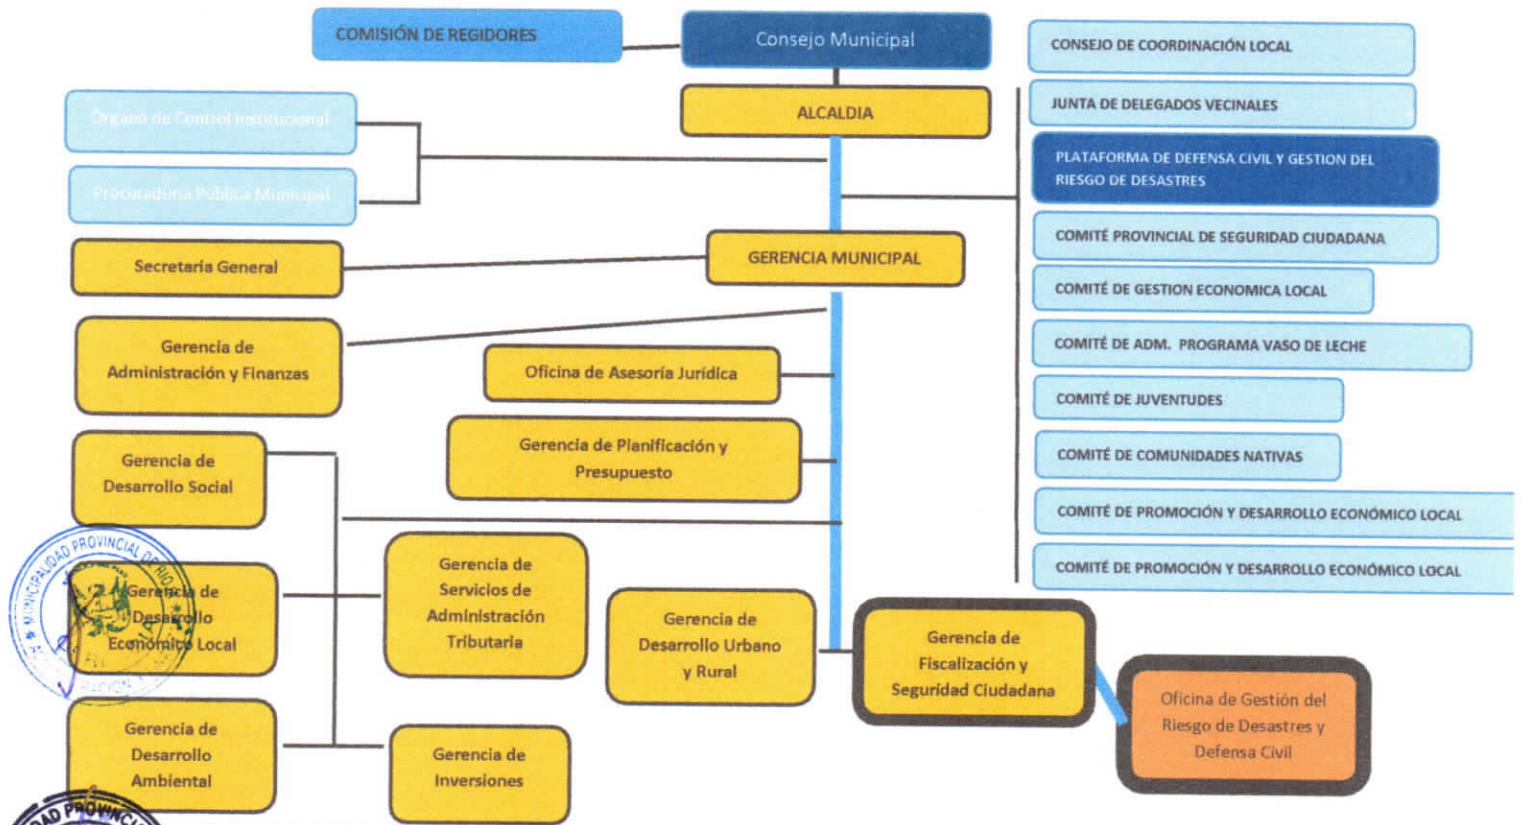 COMISIÓN DE REGIDORES
Consejo Municipal
ALCALDIA
Organo de Control Institucional
Procuraduria Pública Municipal
Secretaría General
GERENCIA MUNICIPAL
Gerencia de
Administración y Finanzas
Oficina de Asesoría Jurídica
Gerencia de Planificación y
Presupuesto
Gerencia de
Desarrollo Social
Gerencia de
Desarrollo
Económico Local
Gerencia de
Servicios de
Administración
Tributaria
Gerencia de
Desarrollo Urbano
y Rural
Gerencia de
Fiscalización y
Seguridad Ciudadana
Oficina de Gestión del
Riesgo de Desastres y
Defensa Civil
Gerencia de
Desarrollo
Ambiental
Gerencia de
Inversiones
CONSEJO DE COORDINACIÓN LOCAL
JUNTA DE DELEGADOS VECINALES
PLATAFORMA DE DEFENSA CIVIL Y GESTION DEL
RIESGO DE DESASTRES
COMITÉ PROVINCIAL DE SEGURIDAD CIUDADANA
COMITÉ DE GESTION ECONOMICA LOCAL
COMITÉ DE ADM. PROGRAMA VASO DE LECHE
COMITÉ DE JUVENTUDES
COMITÉ DE COMUNIDADES NATIVAS
COMITÉ DE PROMOCIÓN Y DESARROLLO ECONÓMICO LOCAL
COMITÉ DE PROMOCIÓN Y DESARROLLO ECONÓMICO LOCAL
MUNICIPALIDAD PROVINCIAL DE